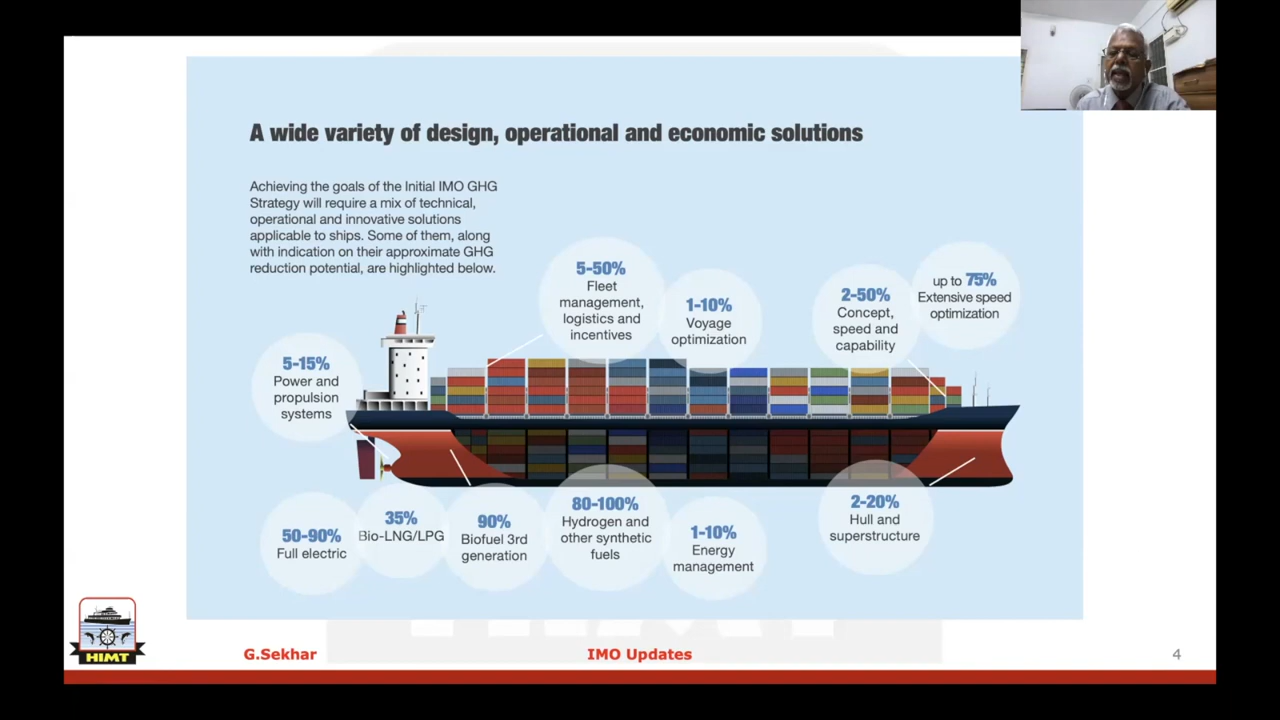 A wide variety of design, operational and economic solutions
Achieving the goals of the Initial IMO GHG
Strategy will require a mix of technical,
operational and innovative solutions
applicable to ships. Some of them, along
with indication on their approximate GHG
reduction potential, are highlighted below.
5-50%
Fleet
management,
logistics and
incentives
1-10%
Voyage
optimization
2-50%
Concept,
speed and
capability
up to 75%
Extensive speed
optimization
5-15%
Power and
propulsion
systems
50-90%
Full electric
35%
Bio-LNG/LPG
90%
Biofuel 3rd
generation
80-100%
Hydrogen and
other synthetic
fuels
1-10%
Energy
management
2-20%
Hull and
superstructure
HIMT
G.Sekhar
IMO Updates
4